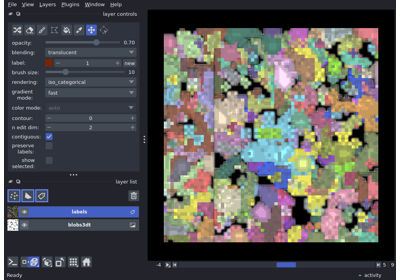 File View Layers Plugins Window Help
layer controls
opacity: 0.70
blending: translucent
label: 1 new
brush size: 10
rendering: iso_categorical
gradient mode: fast
color mode: auto
contour: 0
n edit dim: 2
contiguous:
preserve labels:
show selected:
layer list
labels
blobs3dt
-4 5 9
Ready activity